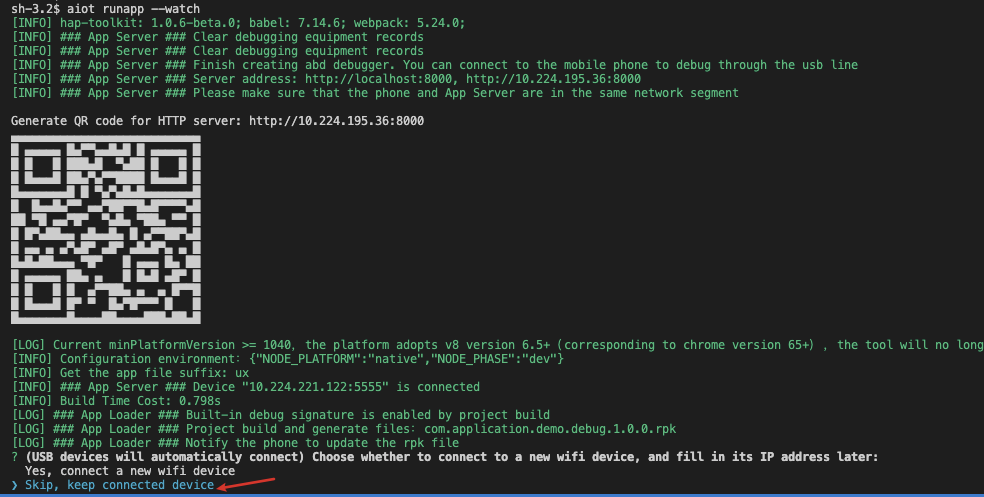 sh-3.2$ aiot runapp --watch
[INFO] hap-toolkit: 1.0.6-beta.0; babel: 7.14.6; webpack: 5.24.0;
[INFO] ### App Server ### Clear debugging equipment records
[INFO] ### App Server ### Clear debugging equipment records
[INFO] ### App Server ### Finish creating abd debugger. You can connect to the mobile phone to debug through the usb line
[INFO] ### App Server ### Server address: http://localhost:8000, http://10.224.195.36:8000
[INFO] ### App Server ### Please make sure that the phone and App Server are in the same network segment
Generate QR code for HTTP server: http://10.224.195.36:8000
[LOG] Current minPlatformVersion >= 1040, the platform adopts v8 version 6.5+ (corresponding to chrome version 65+) , the tool will no long
[INFO] Configuration environment: {"NODE_PLATFORM":"native","NODE_PHASE":"dev"}
[INFO] Get the app file suffix: ux
[INFO] ### App Server ### Device "10.224.221.122:5555" is connected
[INFO] Build Time Cost: 0.798s
[LOG] ### App Loader ### Built-in debug signature is enabled by project build
[LOG] ### App Loader ### Project build and generate files: com.application.demo.debug.1.0.0.rpk
[LOG] ### App Loader ### Notify the phone to update the rpk file
? (USB devices will automatically connect) Choose whether to connect to a new wifi device, and fill in its IP address later:
Yes, connect a new wifi device
❯ Skip, keep connected device